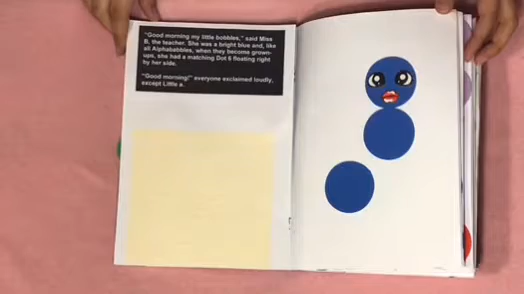 "Good morning my little bobbles," said Miss
B, the teacher. She was a bright blue and, like
all Alphababbles, when they become grown-
ups, she had a matching Dot 6 floating right
by her side.
"Good morning!" everyone exclaimed loudly,
except Little a.